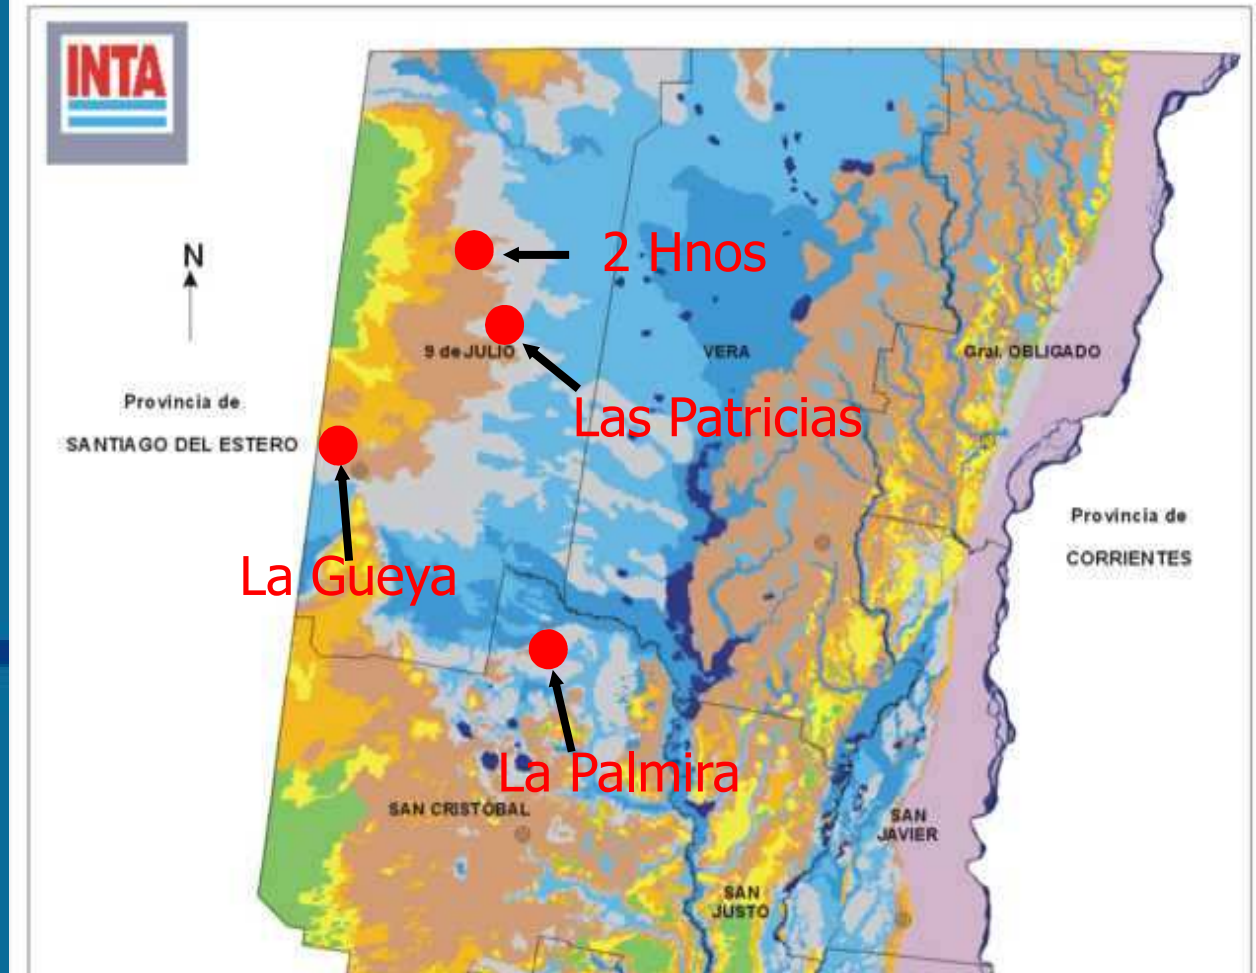 INTA
N
2 Hnos
9 de JULIO
VERA
Gral. OBLIGADO
Provincia de
SANTIAGO DEL ESTERO
Las Patricias
Provincia de
CORRIENTES
La Gueya
La Palmira
SAN CRISTÓBAL
SAN
JAVIER
SAN
JUSTO